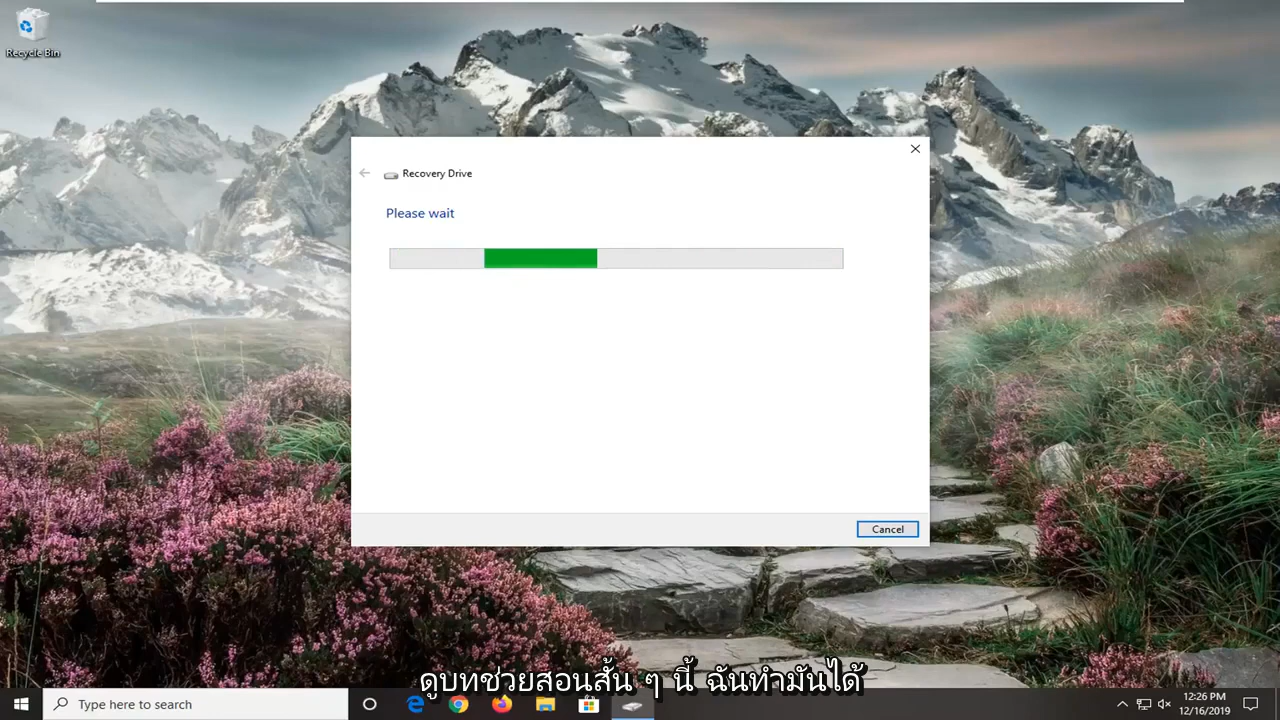 Recycle Bin
Recovery Drive
Please wait
Cancel
ดูบทช่วยสอนสั้น ๆ นี้ ฉันทำมันได้
Type here to search
12:26 PM
12/16/2019